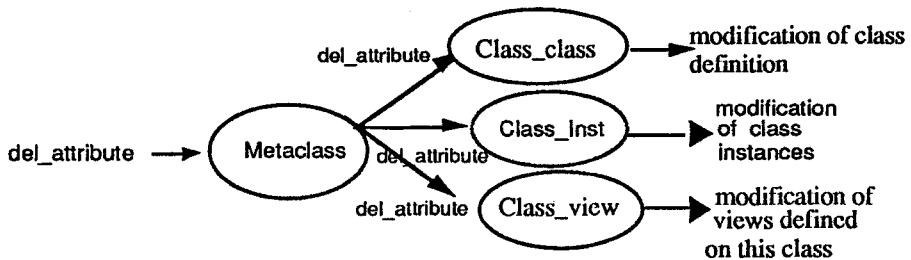 del_attribute
Metaclass
del_attribute
Class_class
modification of class
definition
del_attribute
Class_Inst
modification
of class
instances
del_attribute
Class_view
modification of
views defined
on this class